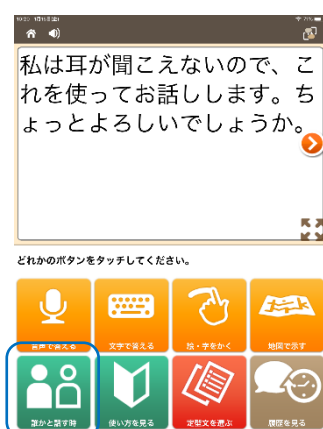 私は耳が聞こえないので、こ
れを使ってお話しします。ち
ょっとよろしいでしょうか。
どれかのボタンをタッチしてください。
音声で答える
文字で答える
絵・字をかく
地図で示す
誰かと話す時
使い方を見る
定型文を選ぶ
履歴を見る